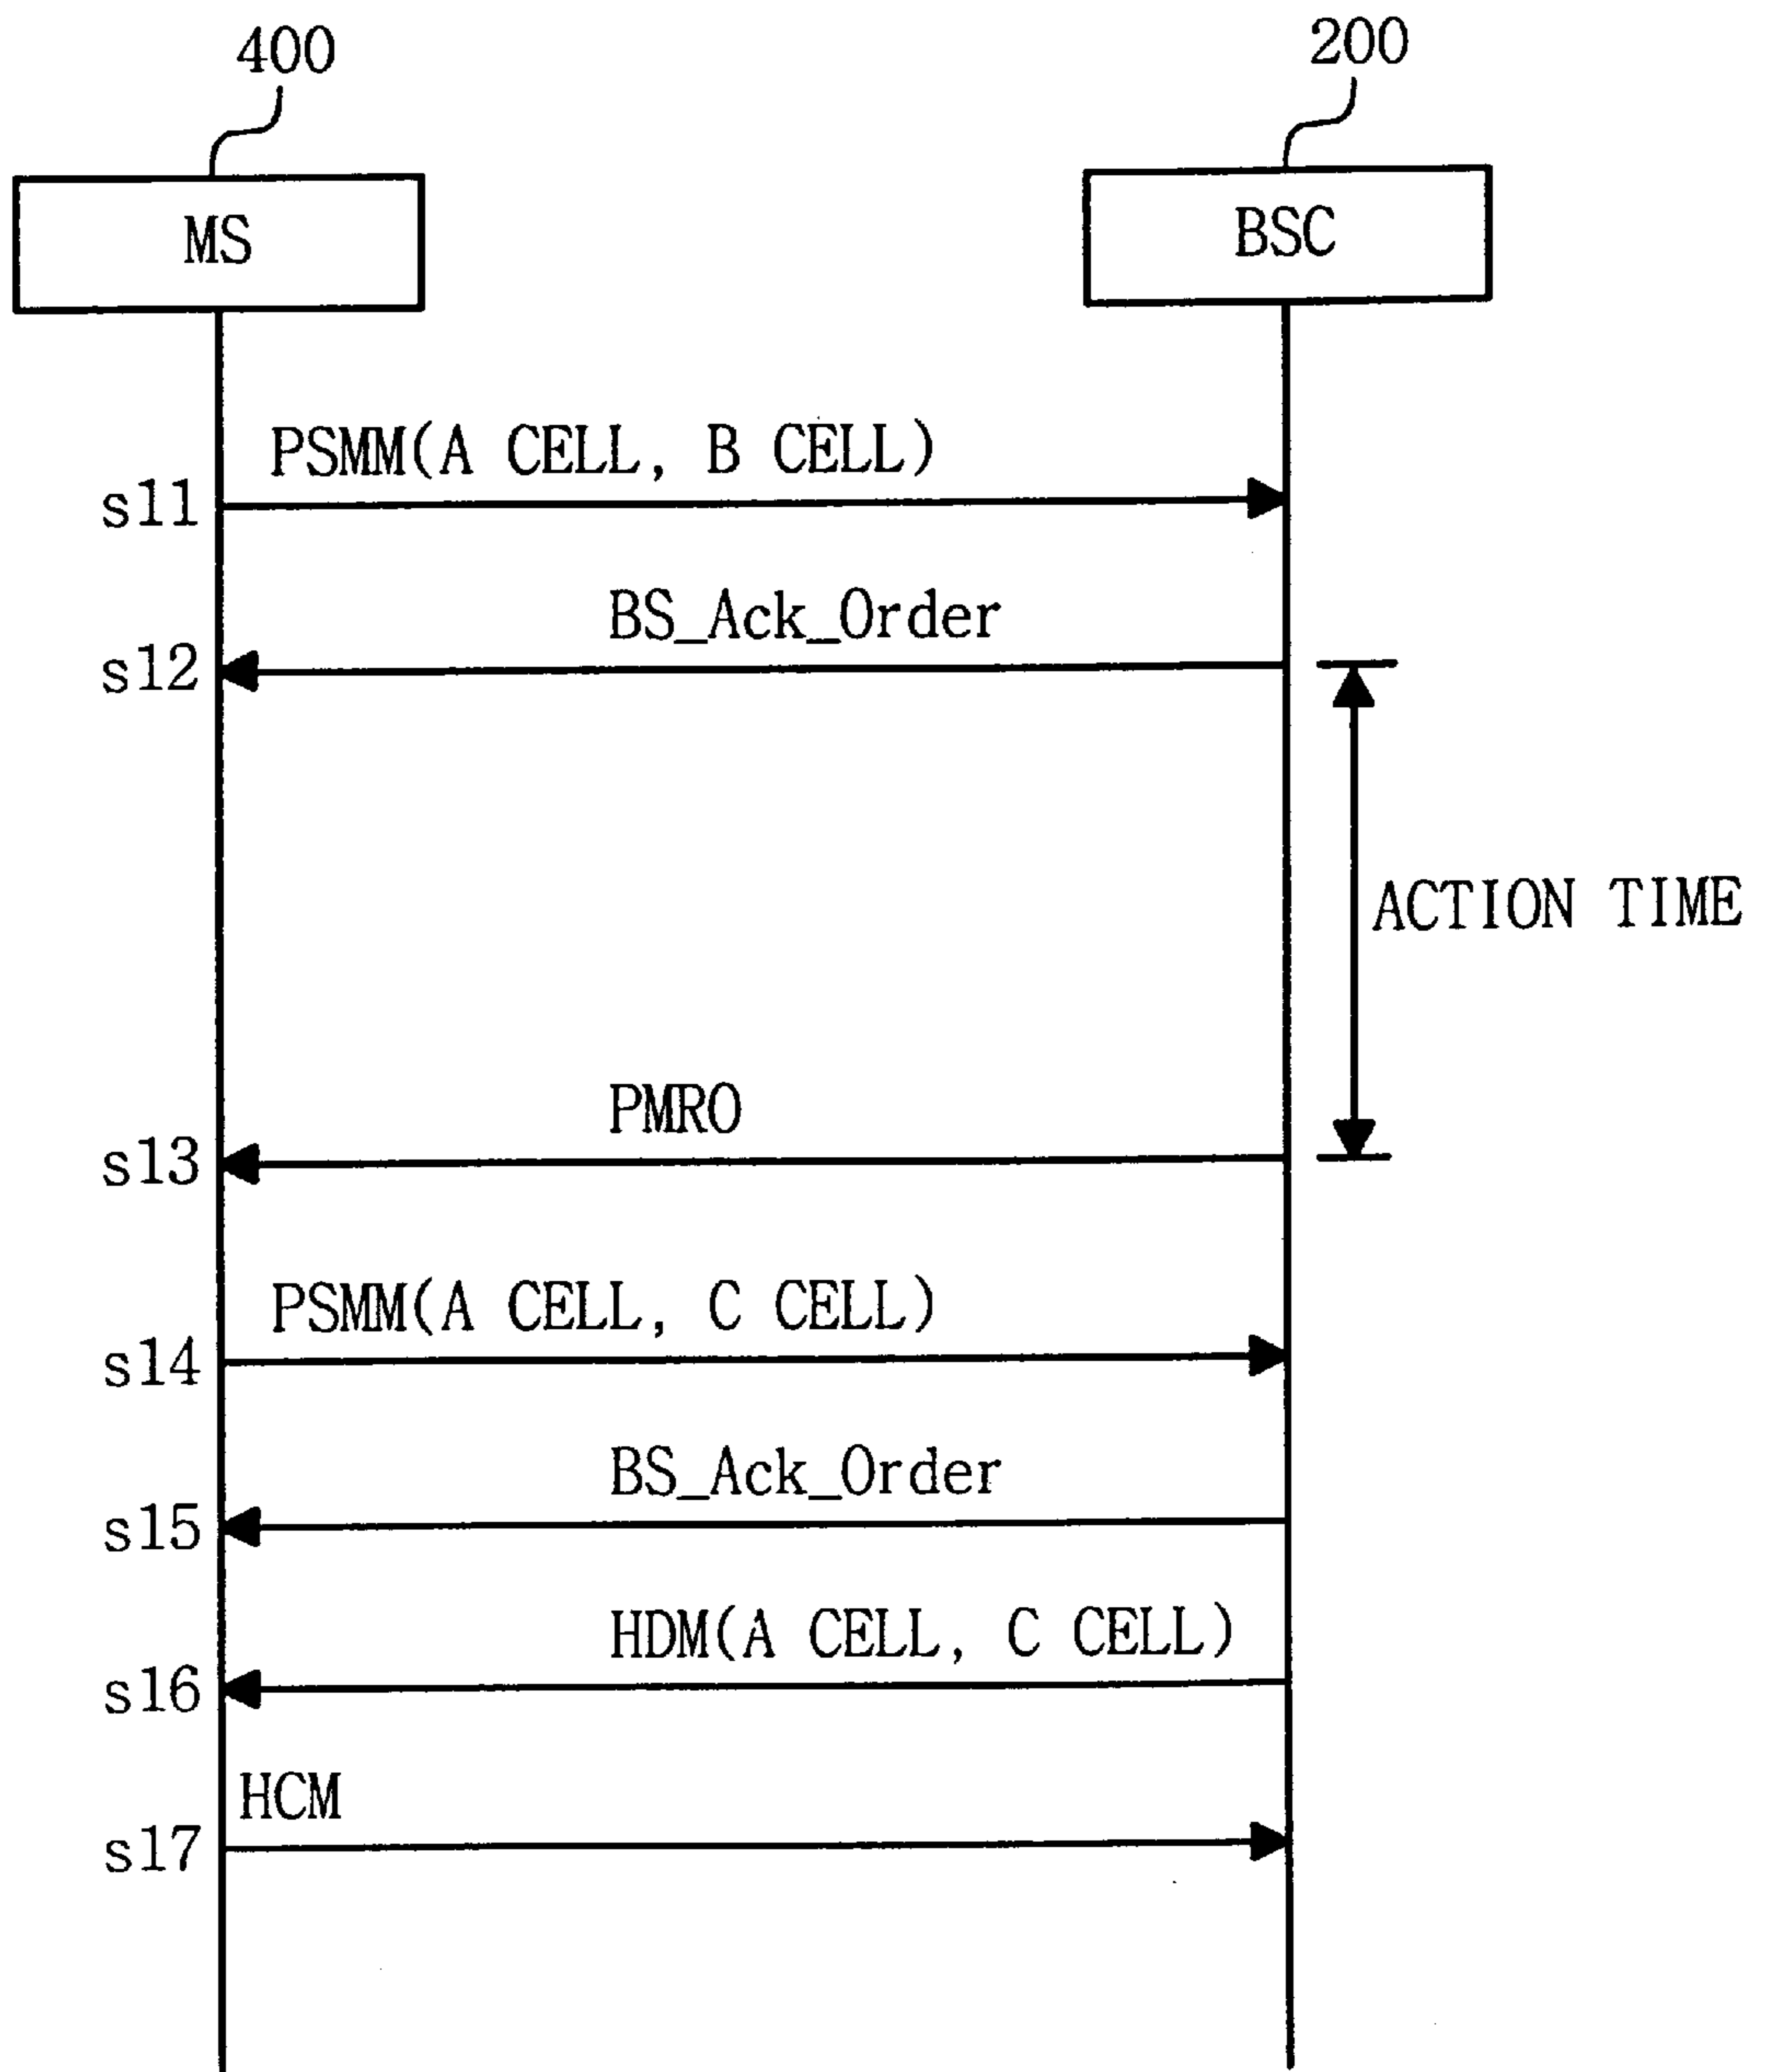 400
200
MS
BSC
PSMM(A CELL, B CELL)
s11
BS_Ack_Order
s12
ACTION TIME
PMRO
s13
PSMM(A CELL, C CELL)
s14
BS_Ack_Order
s15
HDM(A CELL, C CELL)
s16
HCM
s17